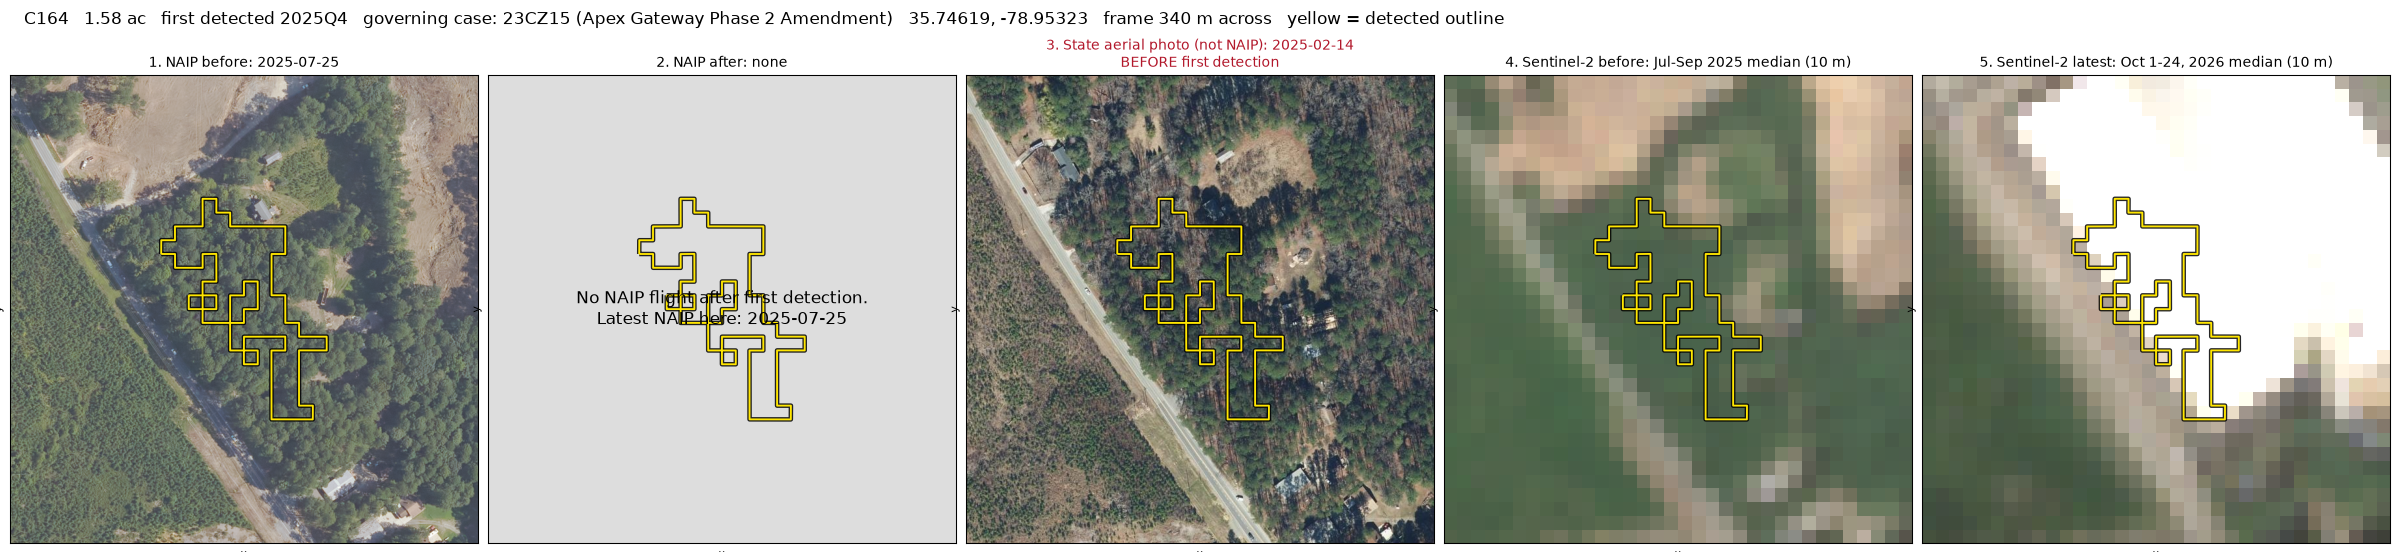 C164   1.58 ac   first detected 2025Q4   governing case: 23CZ15 (Apex Gateway Phase 2 Amendment)   35.74619, -78.95323   frame 340 m across   yellow = detected outline
1. NAIP before: 2025-07-25
2. NAIP after: none
3. State aerial photo (not NAIP): 2025-02-14
BEFORE first detection
4. Sentinel-2 before: Jul-Sep 2025 median (10 m)
5. Sentinel-2 latest: Oct 1-24, 2026 median (10 m)
No NAIP flight after first detection.
Latest NAIP here: 2025-07-25